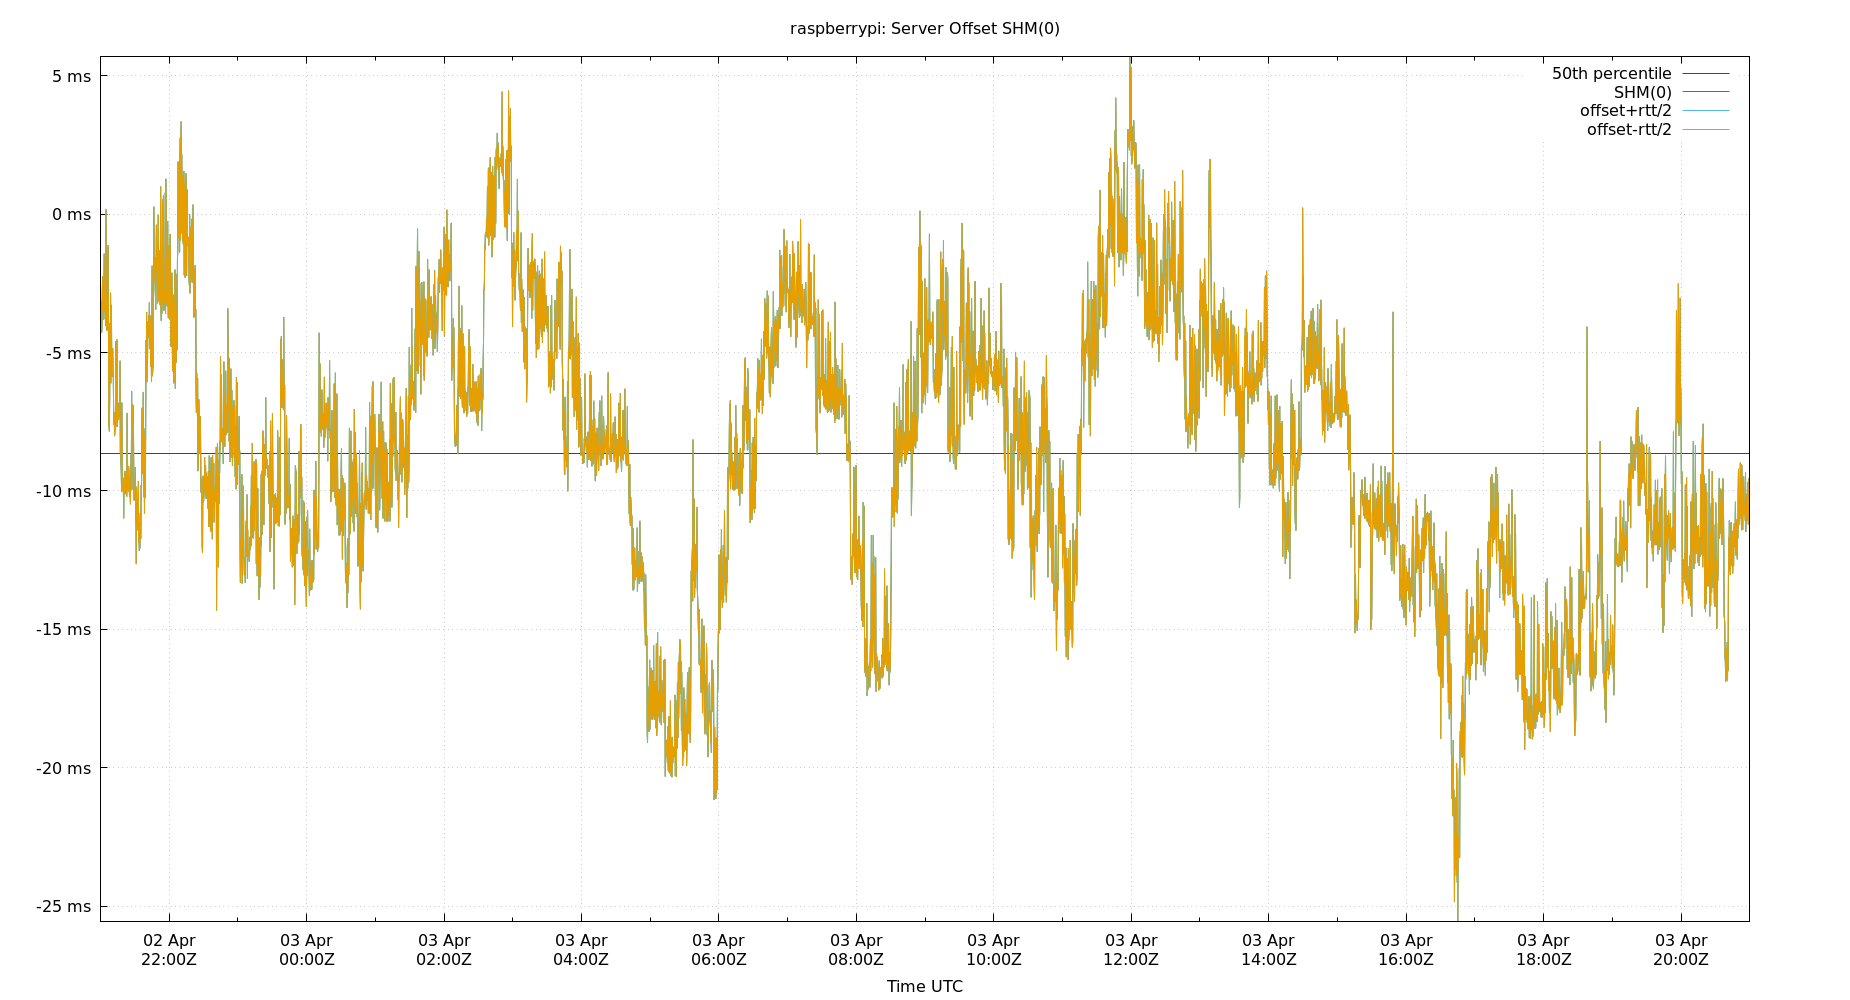 raspberrypi: Server Offset SHM(0)
50th percentile
SHM(0)
offset+rtt/2
offset-rtt/2
5 ms
0 ms
-5 ms
-10 ms
-15 ms
-20 ms
-25 ms
02 Apr 03 Apr 03 Apr 03 Apr 03 Apr 03 Apr 03 Apr 03 Apr 03 Apr 03 Apr 03 Apr 03 Apr
22:00Z 00:00Z 02:00Z 04:00Z 06:00Z 08:00Z 10:00Z 12:00Z 14:00Z 16:00Z 18:00Z 20:00Z
Time UTC